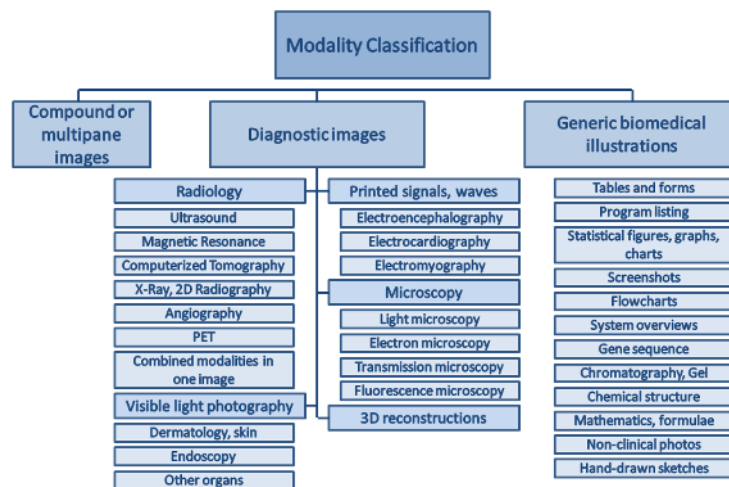 Modality Classification
Compound or
multipane
images
Diagnostic images
Generic biomedical
illustrations
Radiology
Ultrasound
Magnetic Resonance
Computerized Tomography
X-Ray, 2D Radiography
Angiography
PET
Combined modalities in
one image
Visible light photography
Dermatology, skin
Endoscopy
Other organs
Printed signals, waves
Electroencephalography
Electrocardiography
Electromyography
Microscopy
Light microscopy
Electron microscopy
Transmission microscopy
Fluorescence microscopy
3D reconstructions
Tables and forms
Program listing
Statistical figures, graphs,
charts
Screenshots
Flowcharts
System overviews
Gene sequence
Chromatography, Gel
Chemical structure
Mathematics, formulae
Non-clinical photos
Hand-drawn sketches